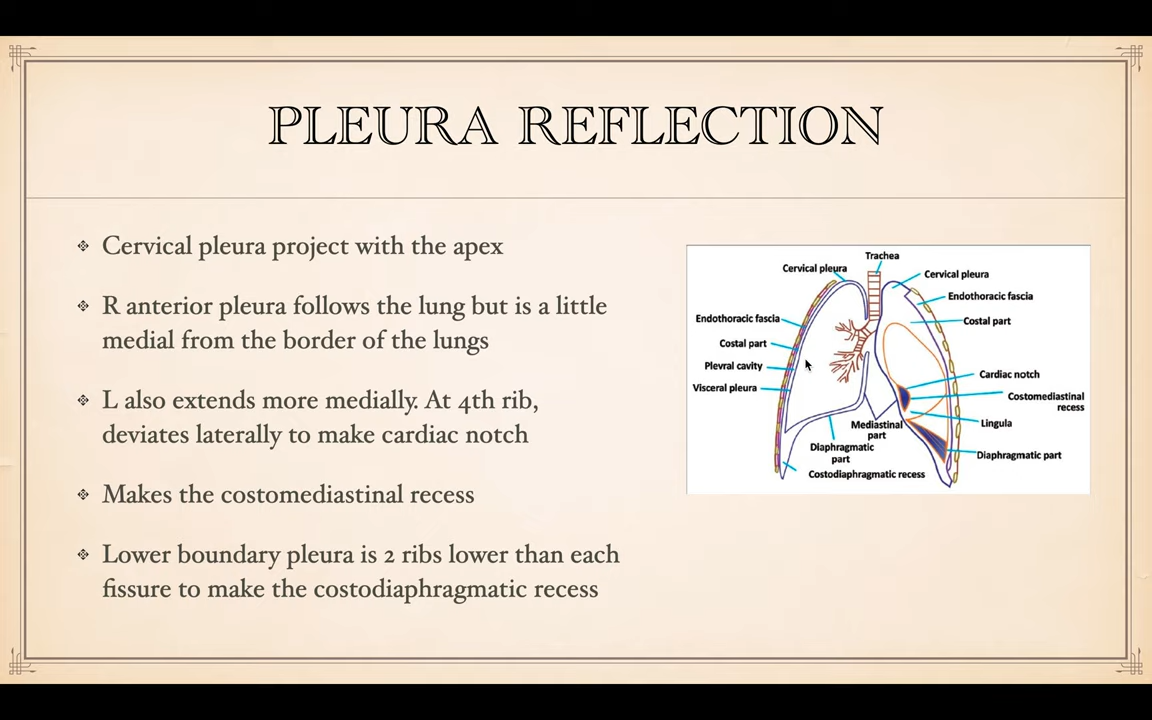 PLEURA REFLECTION
Cervical pleura project with the apex
R anterior pleura follows the lung but is a little
medial from the border of the lungs
L also extends more medially. At 4th rib,
deviates laterally to make cardiac notch
Makes the costomediastinal recess
Lower boundary pleura is 2 ribs lower than each
fissure to make the costodiaphragmatic recess
Trachea
Cervical pleura
Cervical pleura
Endothoracic fascia
Endothoracic fascia
Costal part
Costal part
Plevral cavity
Visceral pleura
Cardiac notch
Costomediastinal
recess
Lingula
Mediastinal
part
Diaphragmatic
part
Diaphragmatic part
Costodiaphragmatic recess